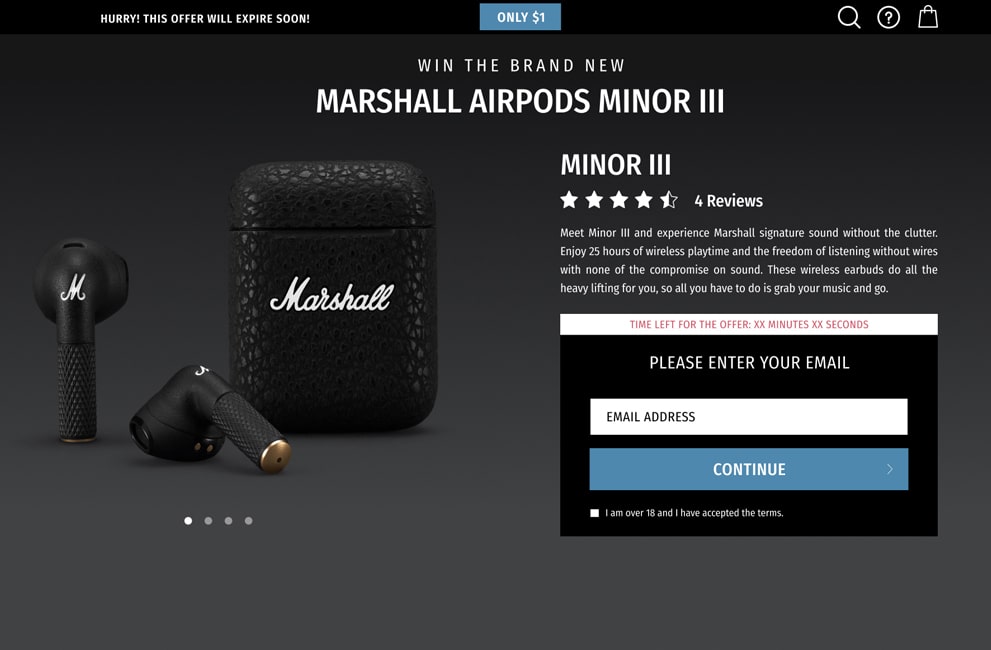 HURRY! THIS OFFER WILL EXPIRE SOON!
ONLY $1
?
WIN THE BRAND NEW
MARSHALL AIRPODS MINOR III
MINOR III
4 Reviews
Meet Minor III and experience Marshall signature sound without the clutter.
Enjoy 25 hours of wireless playtime and the freedom of listening without wires
with none of the compromise on sound. These wireless earbuds do all the
heavy lifting for you, so all you have to do is grab your music and go.
M
Marshall
M
TIME LEFT FOR THE OFFER: XX MINUTES XX SECONDS
PLEASE ENTER YOUR EMAIL
EMAIL ADDRESS
CONTINUE
I am over 18 and I have accepted the terms.